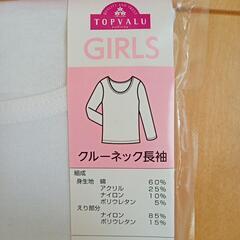 TOPVALU
GIRLS
クルーネック長袖
組成
身生地 綿 60%
アクリル 25%
ナイロン 10%
ポリウレタン 5%
えり部分
ナイロン 85%
ポリウレタン 15%